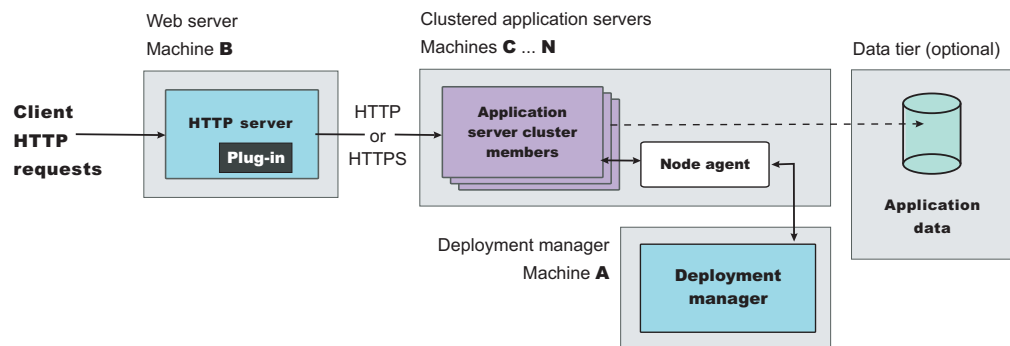 Web server
Machine B
Clustered application servers
Machines C ... N
Data tier (optional)
Client
HTTP
requests
HTTP server
Plug-in
HTTP
or
HTTPS
Application
server cluster
members
Node agent
Application
data
Deployment manager
Machine A
Deployment
manager